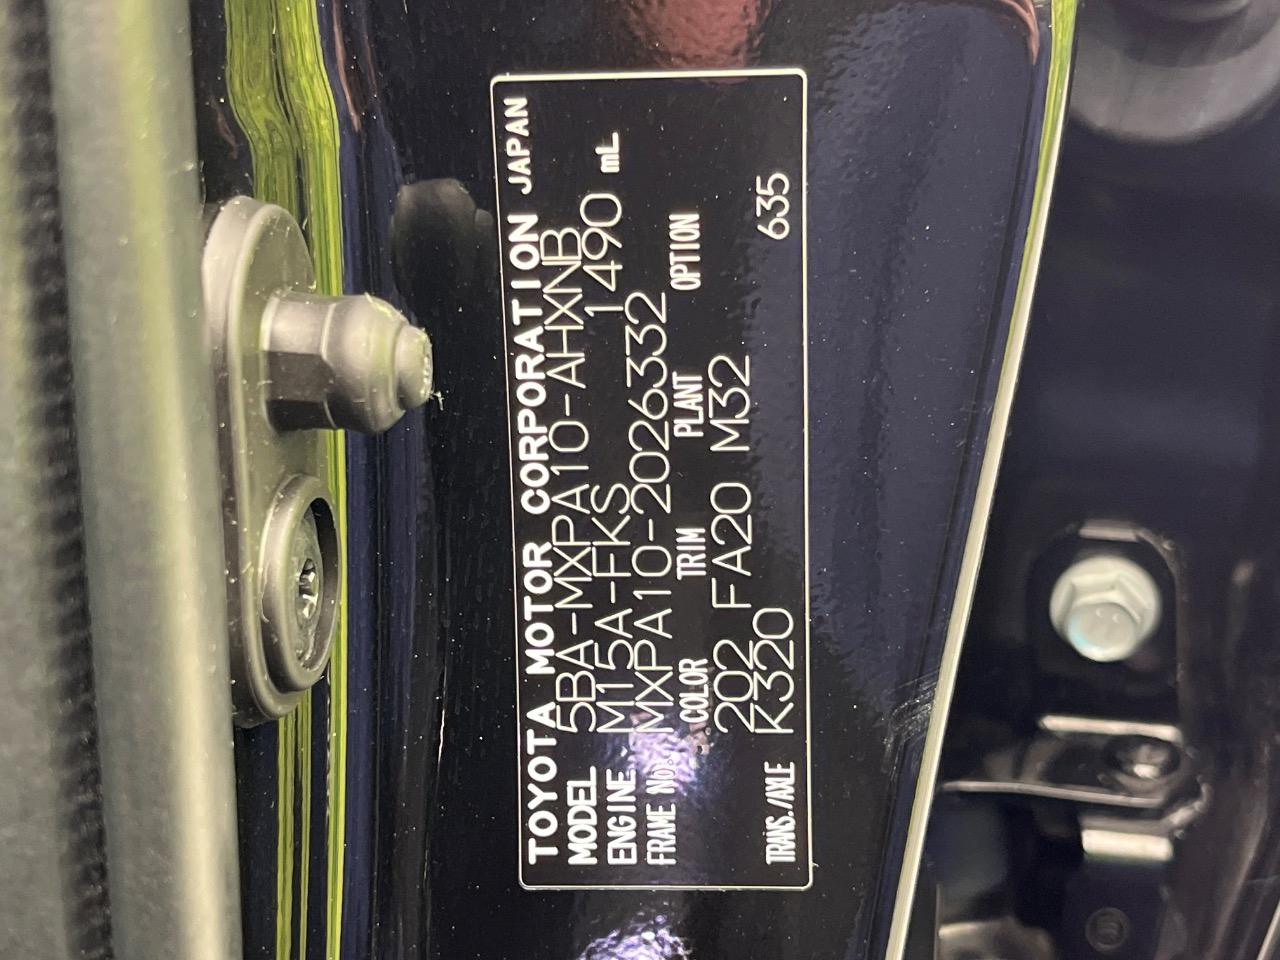 TOYOTA MOTOR CORPORATION JAPAN
MODEL 5BA-MXPA10-AHXNB
ENGINE M15A-FKS 1490 mL
FRAME No. MXPA10-2026332
COLOR TRIM PLANT OPTION
202 FA20 M32
TRANS./AXLE K320 635